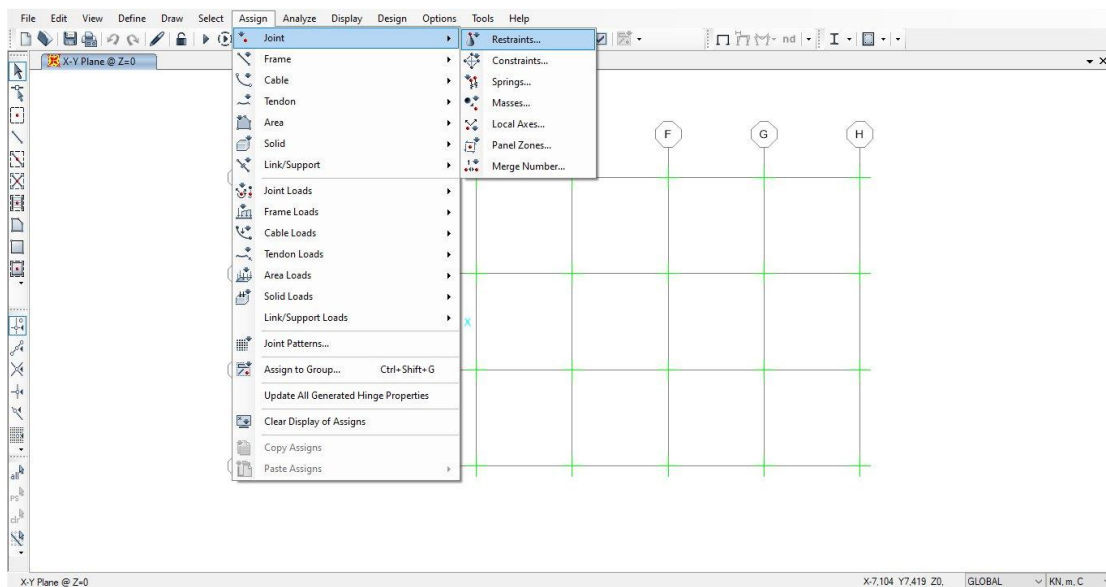 File Edit View Define Draw Select Assign Analyze Display Design Options Tools Help
nd
X-Y Plane @ Z=0
Joint
Frame
Cable
Tendon
Area
Solid
Link/Support
Joint Loads
Frame Loads
Cable Loads
Tendon Loads
Area Loads
Solid Loads
Link/Support Loads
Joint Patterns...
Assign to Group... Ctrl+Shift+G
Update All Generated Hinge Properties
Clear Display of Assigns
Copy Assigns
Paste Assigns
Restraints...
Constraints...
Springs...
Masses...
Local Axes...
Panel Zones...
Merge Number...
F G H
X
all
ps
clr
X-Y Plane @ Z=0 X-7,104 Y7,419 Z0, GLOBAL KN, m, C